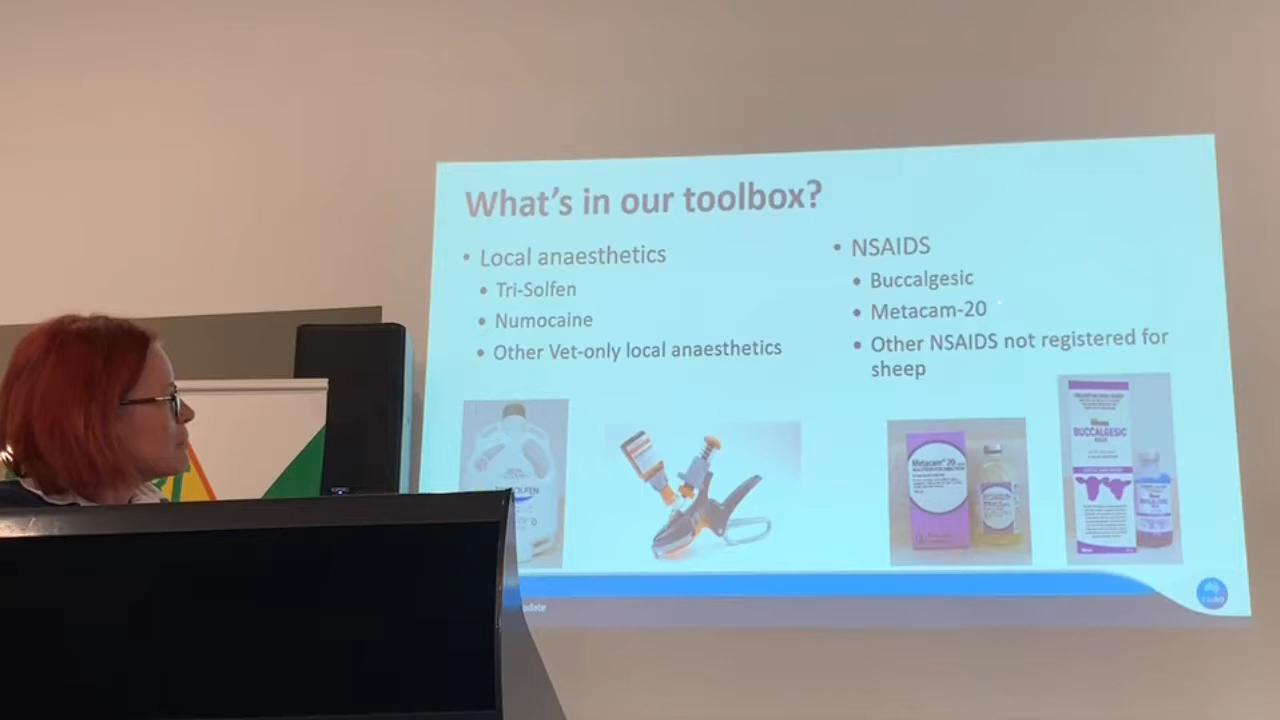 What's in our toolbox?
• Local anaesthetics
• Tri-Solfen
• Numocaine
• Other Vet-only local anaesthetics
• NSAIDS
• Buccalgesic
• Metacam-20
• Other NSAIDS not registered for
sheep
Metacam® 20
BUCCALGESIC